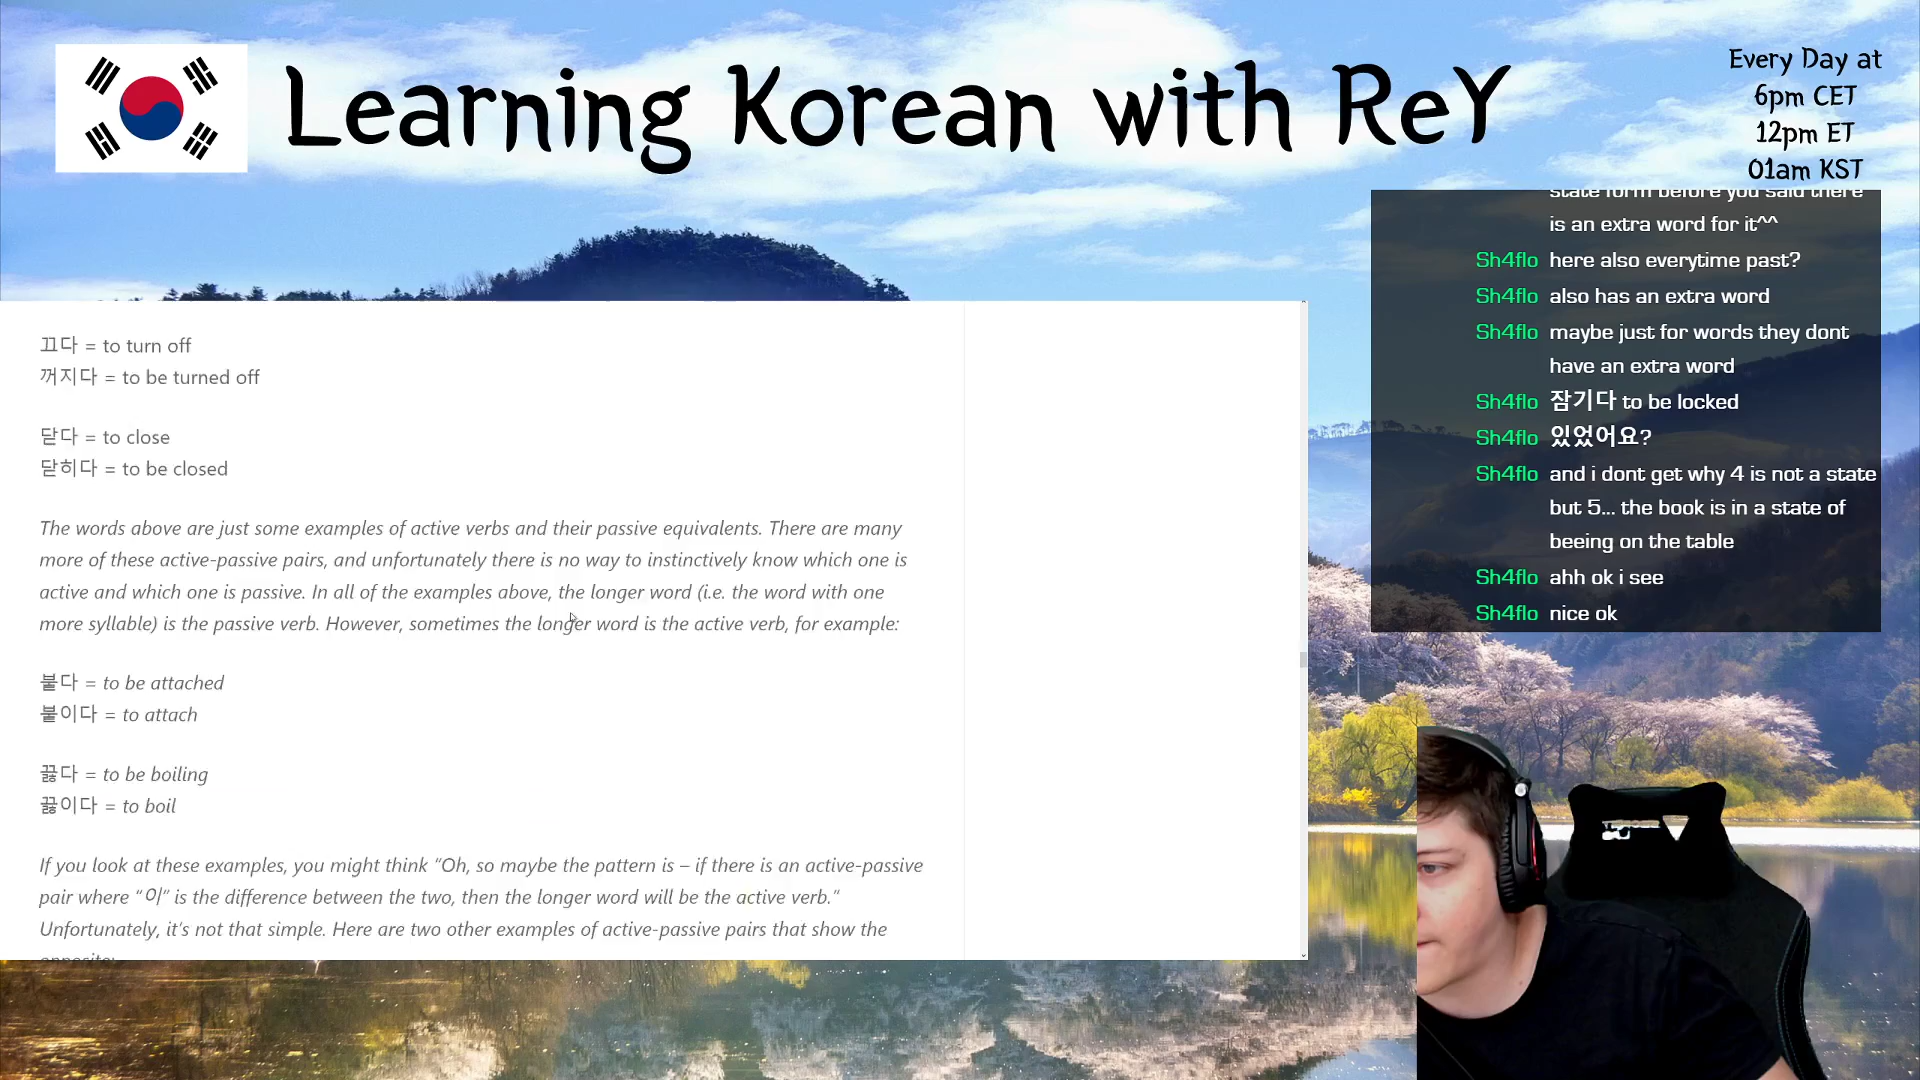 Learning Korean with ReY
Every Day at
6pm CET
12pm ET
01am KST
끄다 = to turn off
꺼지다 = to be turned off
닫다 = to close
닫히다 = to be closed
The words above are just some examples of active verbs and their passive equivalents. There are many
more of these active-passive pairs, and unfortunately there is no way to instinctively know which one is
active and which one is passive. In all of the examples above, the longer word (i.e. the word with one
more syllable) is the passive verb. However, sometimes the longer word is the active verb, for example:
붙다 = to be attached
붙이다 = to attach
끓다 = to be boiling
끓이다 = to boil
If you look at these examples, you might think “Oh, so maybe the pattern is – if there is an active-passive
pair where “이” is the difference between the two, then the longer word will be the active verb.”
Unfortunately, it’s not that simple. Here are two other examples of active-passive pairs that show the
opposite:
state form before you said there
is an extra word for it^^
Sh4flo here also everytime past?
Sh4flo also has an extra word
Sh4flo maybe just for words they dont
have an extra word
Sh4flo 잠기다 to be locked
Sh4flo 있었어요?
Sh4flo and i dont get why 4 is not a state
but 5... the book is in a state of
beeing on the table
Sh4flo ahh ok i see
Sh4flo nice ok